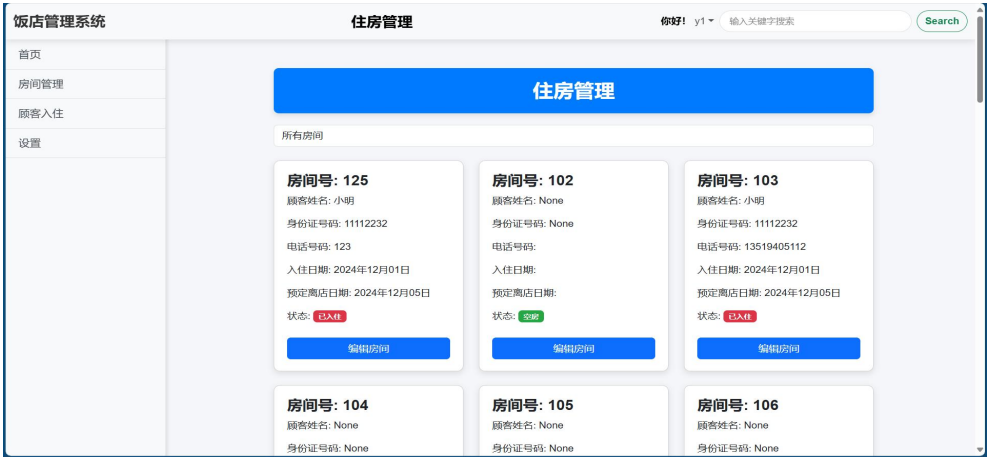 饭店管理系统
住房管理
你好! y1
输入关键字搜索
Search
首页
房间管理
顾客入住
设置
住房管理
所有房间
房间号: 125
顾客姓名: 小明
身份证号码: 11112232
电话号码: 123
入住日期: 2024年12月01日
预定离店日期: 2024年12月05日
状态: 已入住
编辑房间
房间号: 102
顾客姓名: None
身份证号码: None
电话号码:
入住日期:
预定离店日期:
状态: 空房
编辑房间
房间号: 103
顾客姓名: 小明
身份证号码: 11112232
电话号码: 13519405112
入住日期: 2024年12月01日
预定离店日期: 2024年12月05日
状态: 已入住
编辑房间
房间号: 104
顾客姓名: None
身份证号码: None
房间号: 105
顾客姓名: None
身份证号码: None
房间号: 106
顾客姓名: None
身份证号码: None